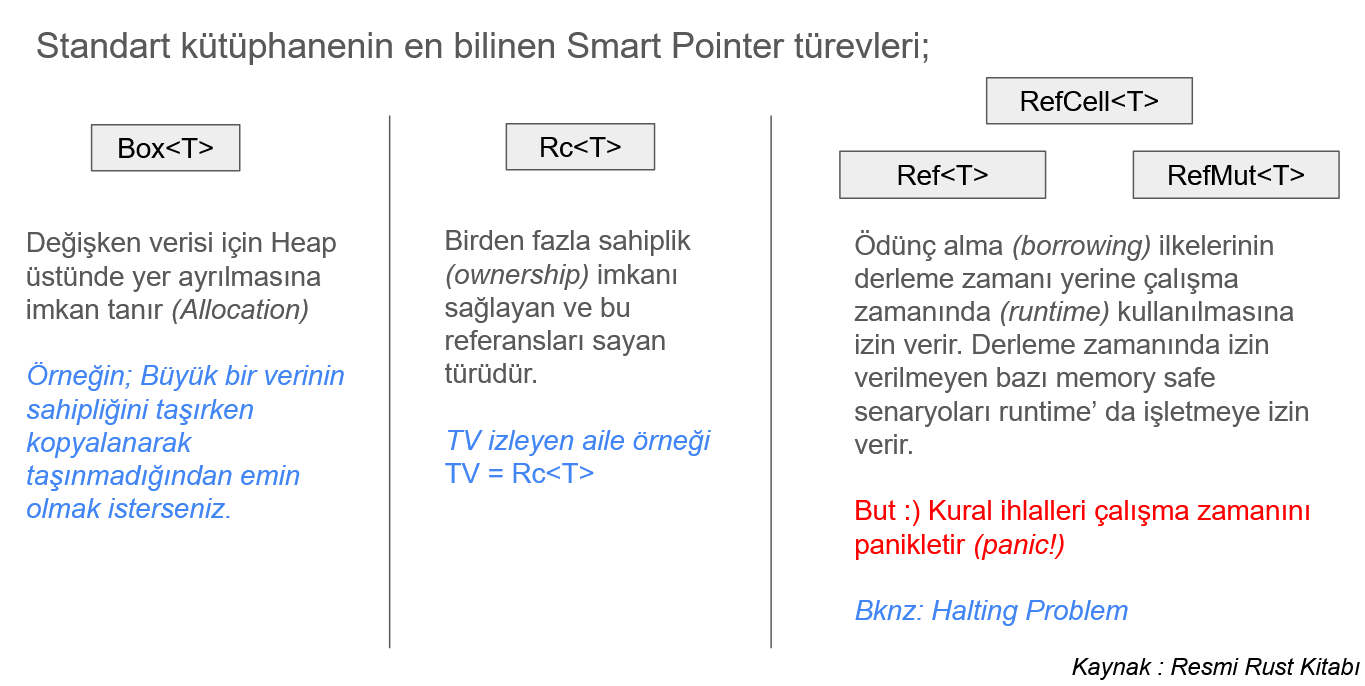 Standart kütüphanenin en bilinen Smart Pointer türevleri;
Box<T>
Değişken verisi için Heap
üstünde yer ayrılmasına
imkan tanır (Allocation)
Örneğin; Büyük bir verinin
sahipliğini taşırken
kopyalanarak
taşınmadığından emin
olmak isterseniz.
Rc<T>
Birden fazla sahiplik
(ownership) imkanı
sağlayan ve bu
referansları sayan
türüdür.
TV izleyen aile örneği
TV = Rc<T>
RefCell<T>
Ref<T>
RefMut<T>
Ödünç alma (borrowing) ilkelerinin
derleme zamanı yerine çalışma
zamanında (runtime) kullanılmasına
izin verir. Derleme zamanında izin
verilmeyen bazı memory safe
senaryoları runtime’ da işletmeye izin
verir.
But :) Kural ihlalleri çalışma zamanını
panikletir (panic!)
Bknz: Halting Problem
Kaynak : Resmi Rust Kitabı